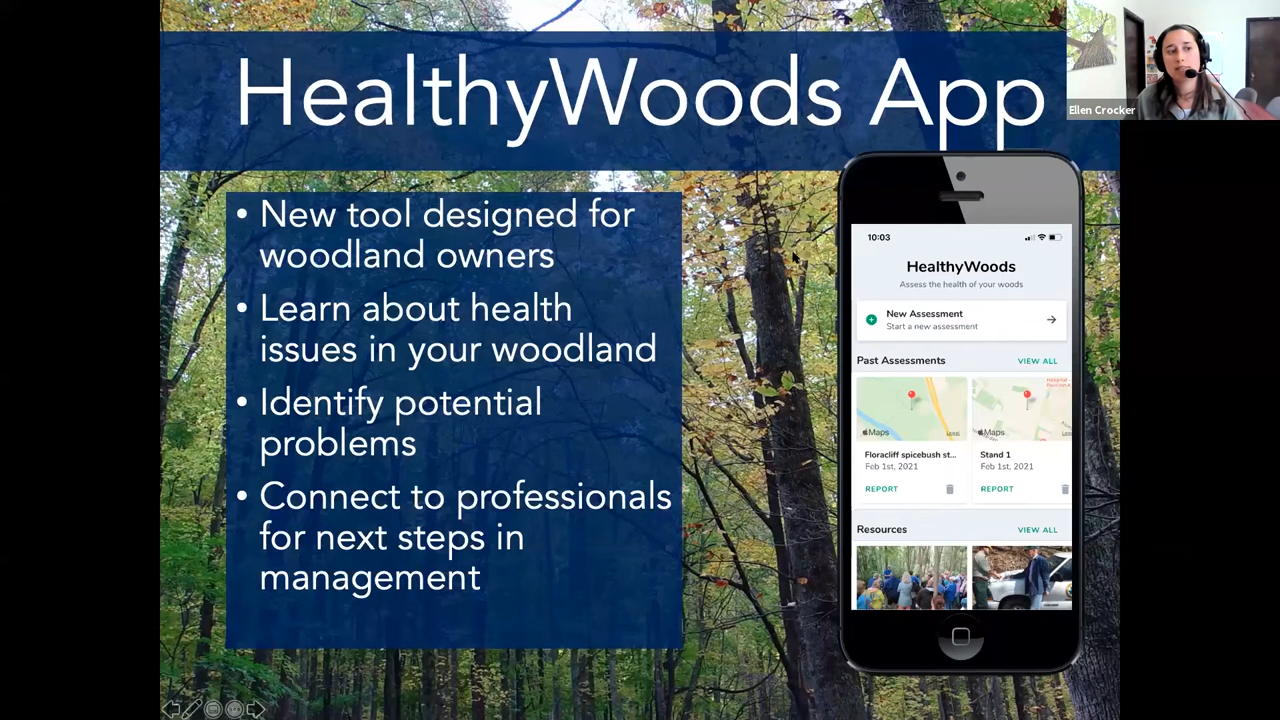 HealthyWoods App
Ellen Crocker
• New tool designed for
woodland owners
• Learn about health
issues in your woodland
• Identify potential
problems
• Connect to professionals
for next steps in
management
10:03
HealthyWoods
Assess the health of your woods
New Assessment
Start a new assessment
Past Assessments VIEW ALL
Maps
Legal
Hospital -
Maps
Floracliff spicebush st...
Feb 1st, 2021
REPORT
Stand 1
Feb 1st, 2021
REPORT
Resources VIEW ALL